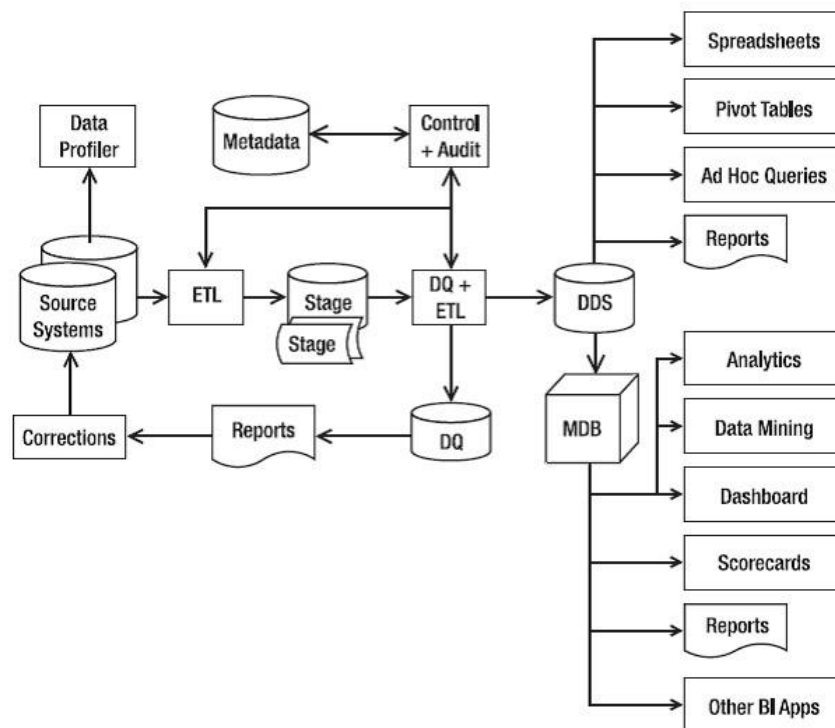 Spreadsheets
Data
Profiler
Metadata
Control
+ Audit
Pivot Tables
Ad Hoc Queries
Reports
Source
Systems
ETL
Stage
Stage
DQ +
ETL
DDS
Analytics
Corrections
Reports
DQ
MDB
Data Mining
Dashboard
Scorecards
Reports
Other BI Apps